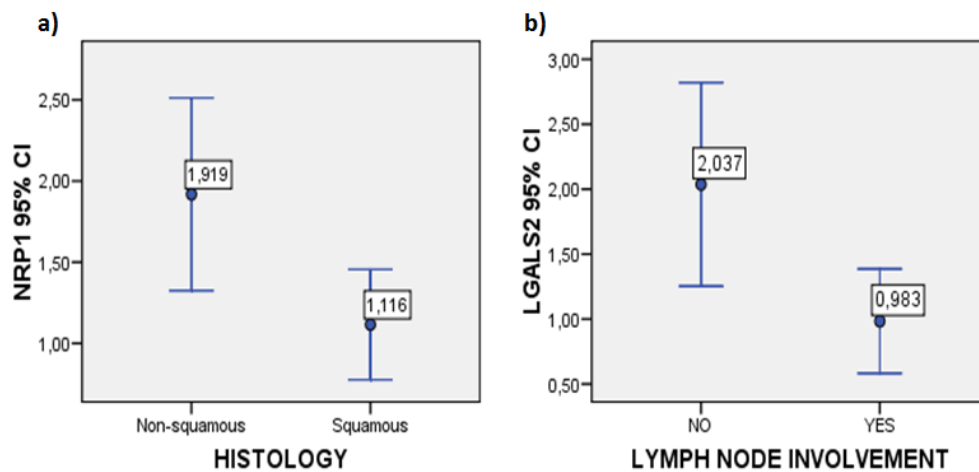 a)
NRP1 95% CI
2,50
2,00
1,50
1,00
1,919
1,116
Non-squamous Squamous
HISTOLOGY
b)
LGALS2 95% CI
3,00
2,50
2,00
1,50
1,00
0,50
2,037
0,983
NO YES
LYMPH NODE INVOLVEMENT